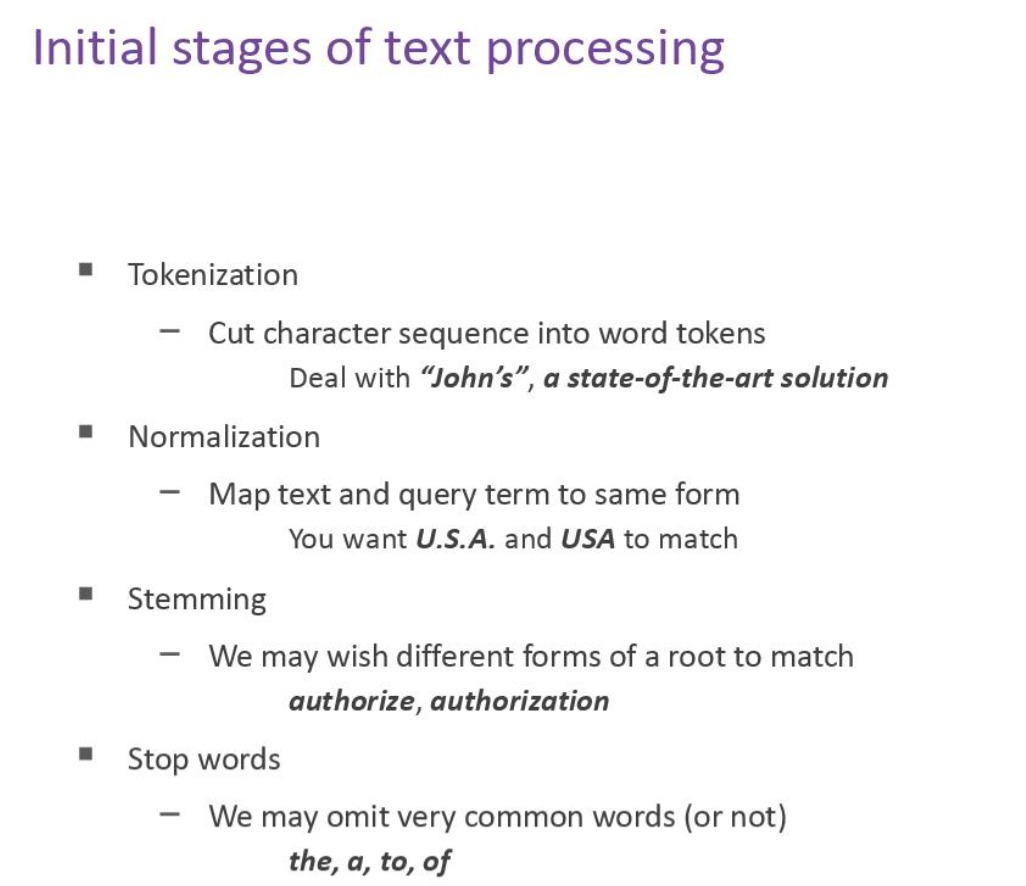 Initial stages of text processing
▪ Tokenization
– Cut character sequence into word tokens
Deal with “John’s”, a state-of-the-art solution
▪ Normalization
– Map text and query term to same form
You want U.S.A. and USA to match
▪ Stemming
– We may wish different forms of a root to match
authorize, authorization
▪ Stop words
– We may omit very common words (or not)
the, a, to, of